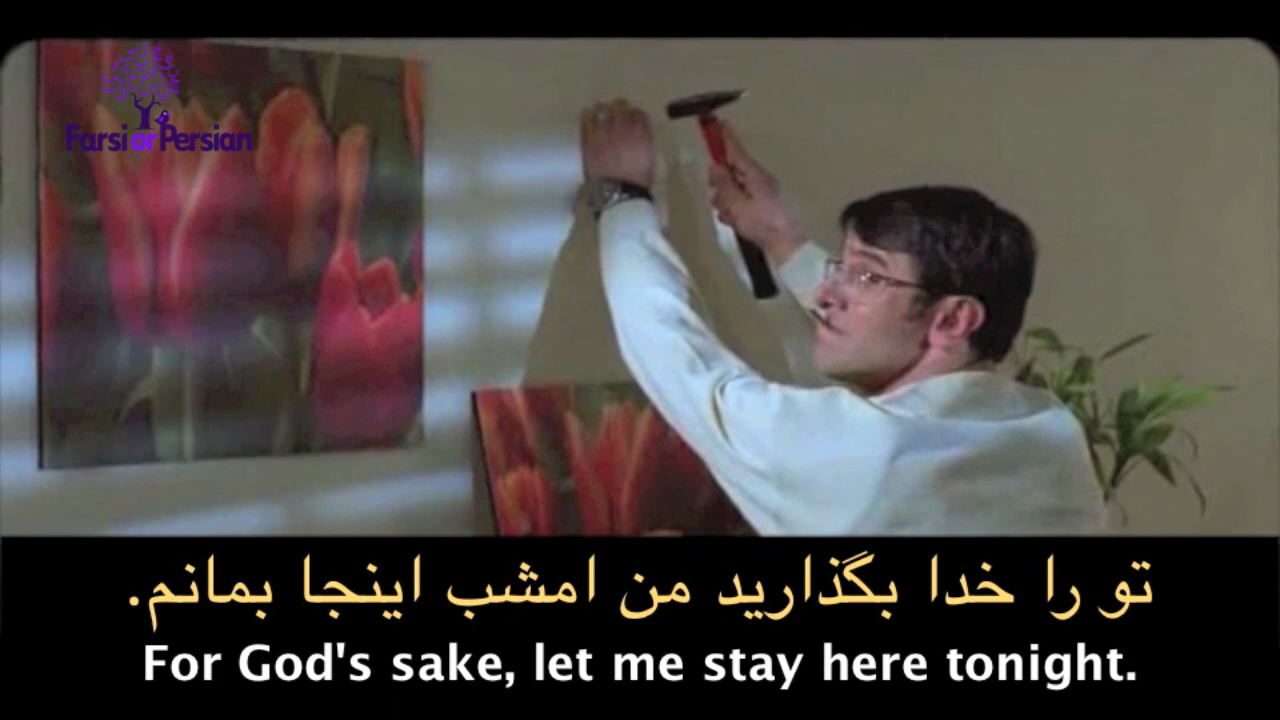 Farsi or Persian
تو را خدا بگذارید من امشب اینجا بمانم.
For God's sake, let me stay here tonight.